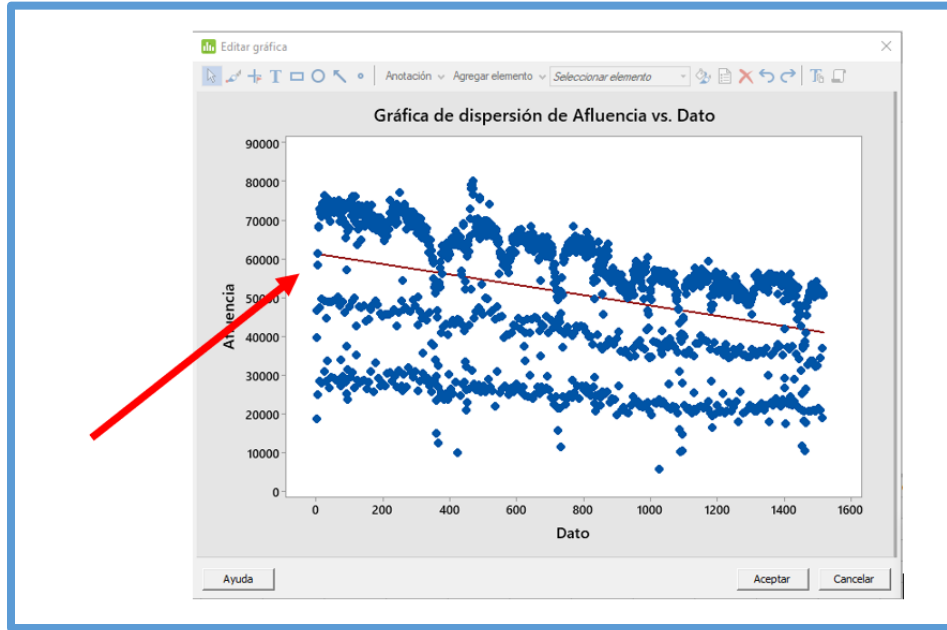 Editar gráfica
Anotación Agregar elemento Seleccionar elemento
Gráfica de dispersión de Afluencia vs. Dato
90000
80000
70000
60000
50000
40000
30000
20000
10000
0
Afluencia
0 200 400 600 800 1000 1200 1400 1600
Dato
Ayuda Aceptar Cancelar